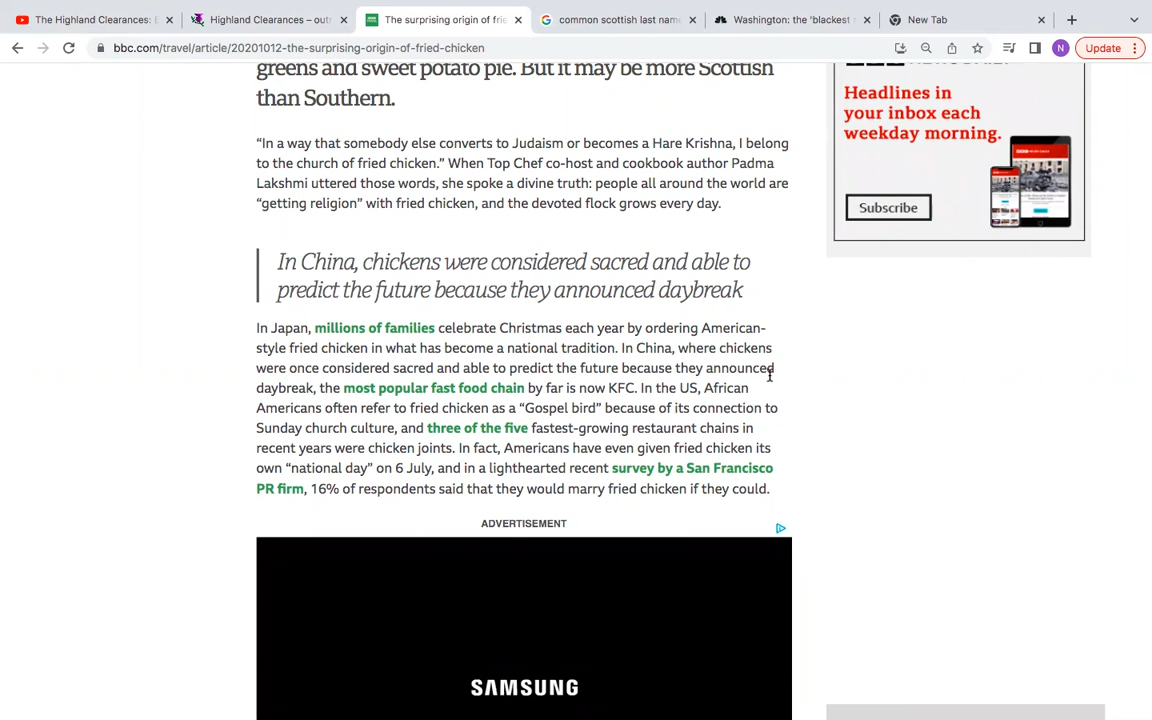 The Highland Clearances: E
Highland Clearances – outr
The surprising origin of frie
common scottish last name
Washington: the 'blackest n
New Tab
bbc.com/travel/article/20201012-the-surprising-origin-of-fried-chicken
N
Update
greens and sweet potato pie. But it may be more Scottish
than Southern.
“In a way that somebody else converts to Judaism or becomes a Hare Krishna, I belong
to the church of fried chicken.” When Top Chef co-host and cookbook author Padma
Lakshmi uttered those words, she spoke a divine truth: people all around the world are
“getting religion” with fried chicken, and the devoted flock grows every day.
In China, chickens were considered sacred and able to
predict the future because they announced daybreak
In Japan, millions of families celebrate Christmas each year by ordering American-
style fried chicken in what has become a national tradition. In China, where chickens
were once considered sacred and able to predict the future because they announced
daybreak, the most popular fast food chain by far is now KFC. In the US, African
Americans often refer to fried chicken as a “Gospel bird” because of its connection to
Sunday church culture, and three of the five fastest-growing restaurant chains in
recent years were chicken joints. In fact, Americans have even given fried chicken its
own “national day” on 6 July, and in a lighthearted recent survey by a San Francisco
PR firm, 16% of respondents said that they would marry fried chicken if they could.
ADVERTISEMENT
SAMSUNG
Headlines in
your inbox each
weekday morning.
Subscribe